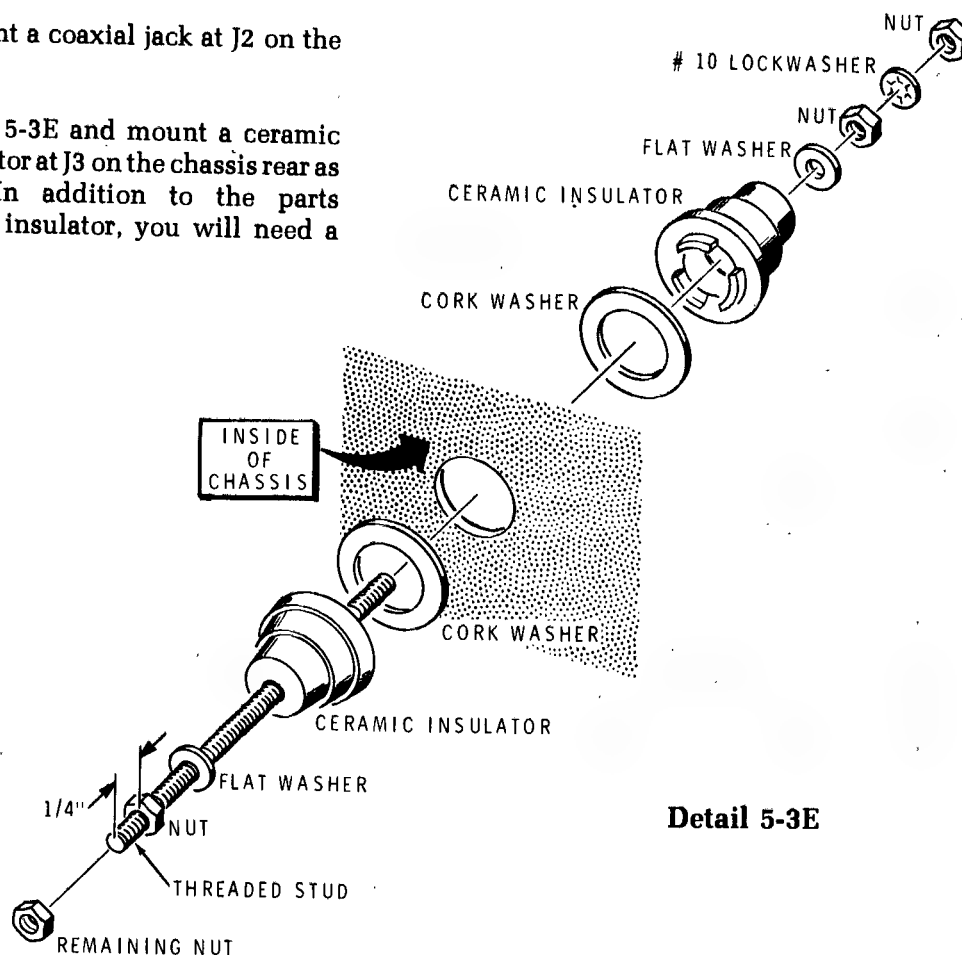 a coaxial jack at J2 on the
5-3E and mount a ceramic
at J3 on the chassis rear as
addition to the parts
insulator, you will need a
NUT
# 10 LOCKWASHER
NUT
FLAT WASHER
CERAMIC INSULATOR
CORK WASHER
INSIDE
OF
CHASSIS
CORK WASHER
CERAMIC INSULATOR
FLAT WASHER
1/4"
NUT
THREADED STUD
REMAINING NUT
Detail 5-3E